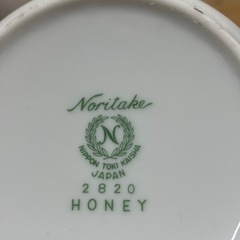 Noritake
N
NIPPON TOKI KAISHA
JAPAN
2820
HONEY